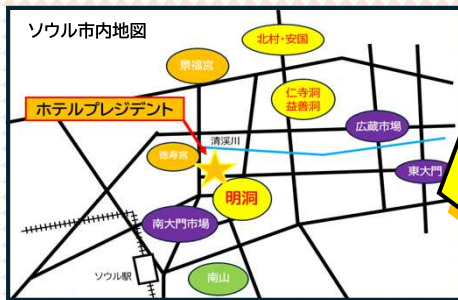 ソウル市内地図
北村・安国
景福宮
仁寺洞
益善洞
ホテルプレジデント
広蔵市場
清渓川
徳寿宮
東大門
明洞
南大門市場
ソウル駅
南山